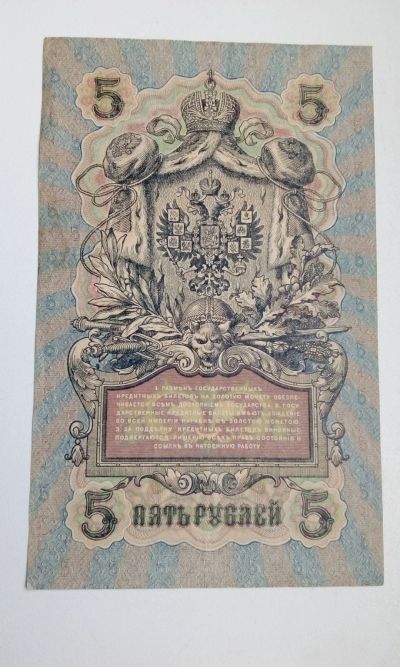 5 5
1. РАЗМѢНЪ ГОСУДАРСТВЕННЫХЪ
КРЕДИТНЫХЪ БИЛЕТОВЪ НА ЗОЛОТУЮ МОНЕТУ ОБЕЗПЕ-
ЧИВАЕТСЯ ВСѢМЪ ДОСТОЯНІЕМЪ ГОСУДАРСТВА. 2. ГОСУ-
ДАРСТВЕННЫЕ КРЕДИТНЫЕ БИЛЕТЫ ИМѢЮТЪ ХОЖДЕНІЕ
ВО ВСЕЙ ИМПЕРІИ НАРАВНѢ СЪ ЗОЛОТОЮ МОНЕТОЮ.
3. ЗА ПОДДѢЛКУ КРЕДИТНЫХЪ БИЛЕТОВЪ ВИНОВНЫЕ
ПОДВЕРГАЮТСЯ ЛИШЕНІЮ ВСѢХЪ ПРАВЪ СОСТОЯНІЯ И
ССЫЛКѢ ВЪ КАТОРЖНУЮ РАБОТУ.
5 ПЯТЬ РУБЛЕЙ 5